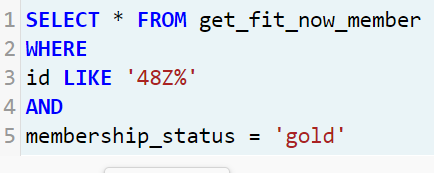 1 SELECT * FROM get_fit_now_member
2 WHERE
3 id LIKE '48Z%'
4 AND
5 membership_status = 'gold'